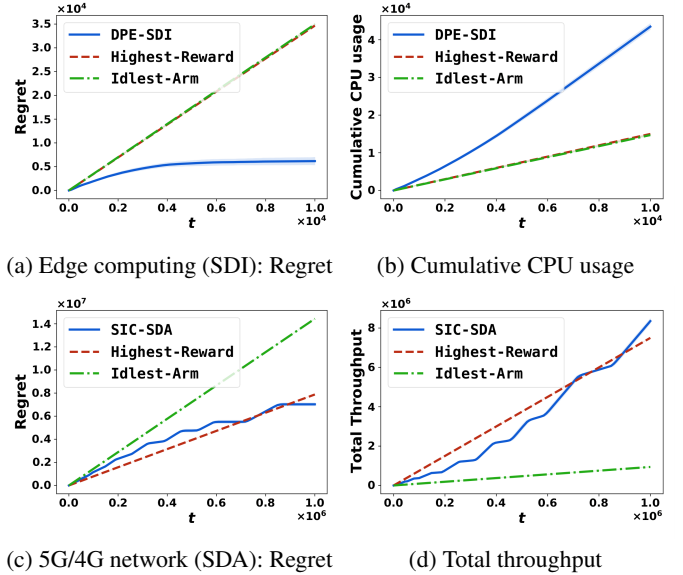 ×10⁴
3.5
3.0
2.5
2.0
1.5
1.0
0.5
0.0
Regret
DPE-SDI
Highest-Reward
Idlest-Arm
0.0 0.2 0.4 0.6 0.8 1.0
t
×10⁴
(a) Edge computing (SDI): Regret
×10⁴
4
2
0
Cumulative CPU usage
DPE-SDI
Highest-Reward
Idlest-Arm
0.0 0.2 0.4 0.6 0.8 1.0
t
×10⁴
(b) Cumulative CPU usage
×10⁷
1.4
1.2
1.0
0.8
0.6
0.4
0.2
0.0
Regret
SIC-SDA
Highest-Reward
Idlest-Arm
0.0 0.2 0.4 0.6 0.8 1.0
t
×10⁶
(c) 5G/4G network (SDA): Regret
×10⁶
8
6
4
2
0
Total Throughput
SIC-SDA
Highest-Reward
Idlest-Arm
0.0 0.2 0.4 0.6 0.8 1.0
t
×10⁶
(d) Total throughput